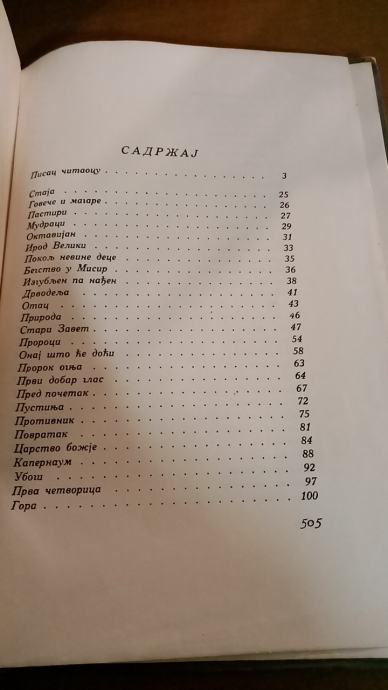 САДРЖАЈ
Писац читаоцу . . . . . . . . . . . . . . . . 3
Стаја . . . . . . . . . . . . . . . . . . . 25
Говече и магаре . . . . . . . . . . . . . . . 26
Пастири . . . . . . . . . . . . . . . . . . 27
Мудраци . . . . . . . . . . . . . . . . . . 29
Октавијан . . . . . . . . . . . . . . . . . 31
Ирод Велики . . . . . . . . . . . . . . . . 33
Покољ невине деце . . . . . . . . . . . . . . 35
Бегство у Мисир . . . . . . . . . . . . . . . 36
Изгубљен па нађен . . . . . . . . . . . . . . 38
Дрводеља . . . . . . . . . . . . . . . . . . 41
Отац . . . . . . . . . . . . . . . . . . . 43
Природа . . . . . . . . . . . . . . . . . . 46
Стари Завет . . . . . . . . . . . . . . . . . 47
Пророци . . . . . . . . . . . . . . . . . . 54
Онај што ће доћи . . . . . . . . . . . . . . . 58
Пророк огња . . . . . . . . . . . . . . . . . 63
Први добар глас . . . . . . . . . . . . . . . 64
Пред почетак . . . . . . . . . . . . . . . . 67
Пустиња . . . . . . . . . . . . . . . . . . 72
Противник . . . . . . . . . . . . . . . . . 75
Повратак . . . . . . . . . . . . . . . . . . 81
Царство божје . . . . . . . . . . . . . . . . 84
Капернаум . . . . . . . . . . . . . . . . . 88
Убош . . . . . . . . . . . . . . . . . . . 92
Прва четворица . . . . . . . . . . . . . . . 97
Гора . . . . . . . . . . . . . . . . . . . 100
505